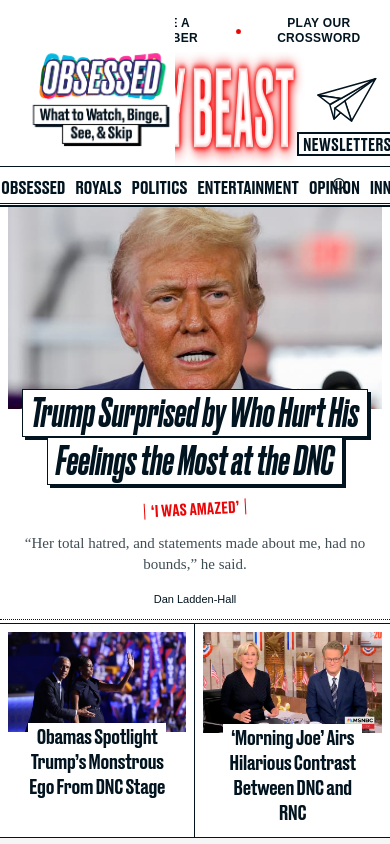 E A
BER
PLAY OUR
CROSSWORD
OBSESSED
What to Watch, Binge,
See, & Skip
Y BEAST
NEWSLETTERS
OBSESSED ROYALS POLITICS ENTERTAINMENT OPINION INN
Trump Surprised by Who Hurt His
Feelings the Most at the DNC
‘I WAS AMAZED’
“Her total hatred, and statements made about me, had no
bounds,” he said.
Dan Ladden-Hall
Obamas Spotlight
Trump’s Monstrous
Ego From DNC Stage
MSNBC
‘Morning Joe’ Airs
Hilarious Contrast
Between DNC and
RNC